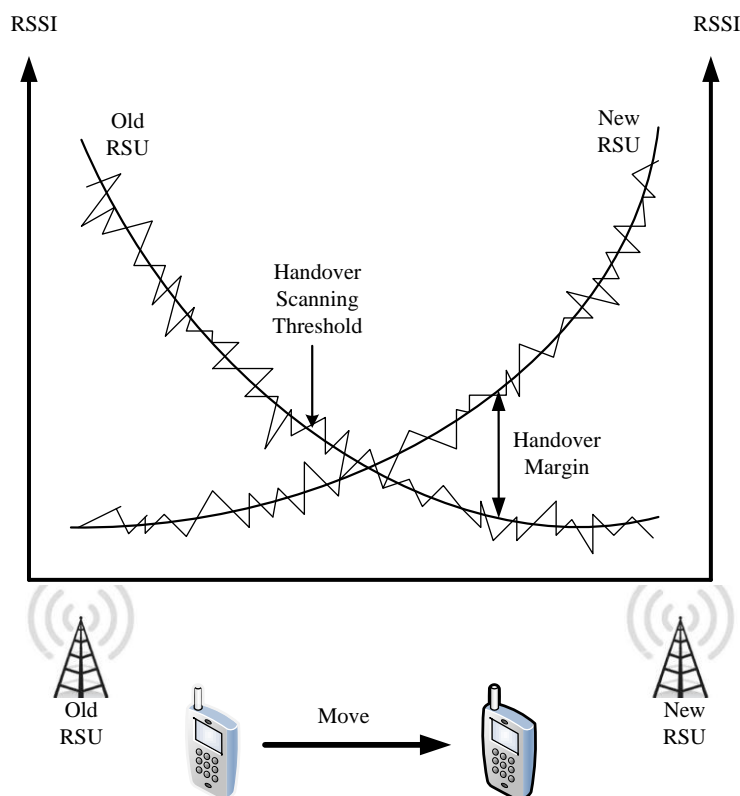 RSSI
RSSI
Old
RSU
New
RSU
Handover
Scanning
Threshold
Handover
Margin
Old
RSU
Move
New
RSU